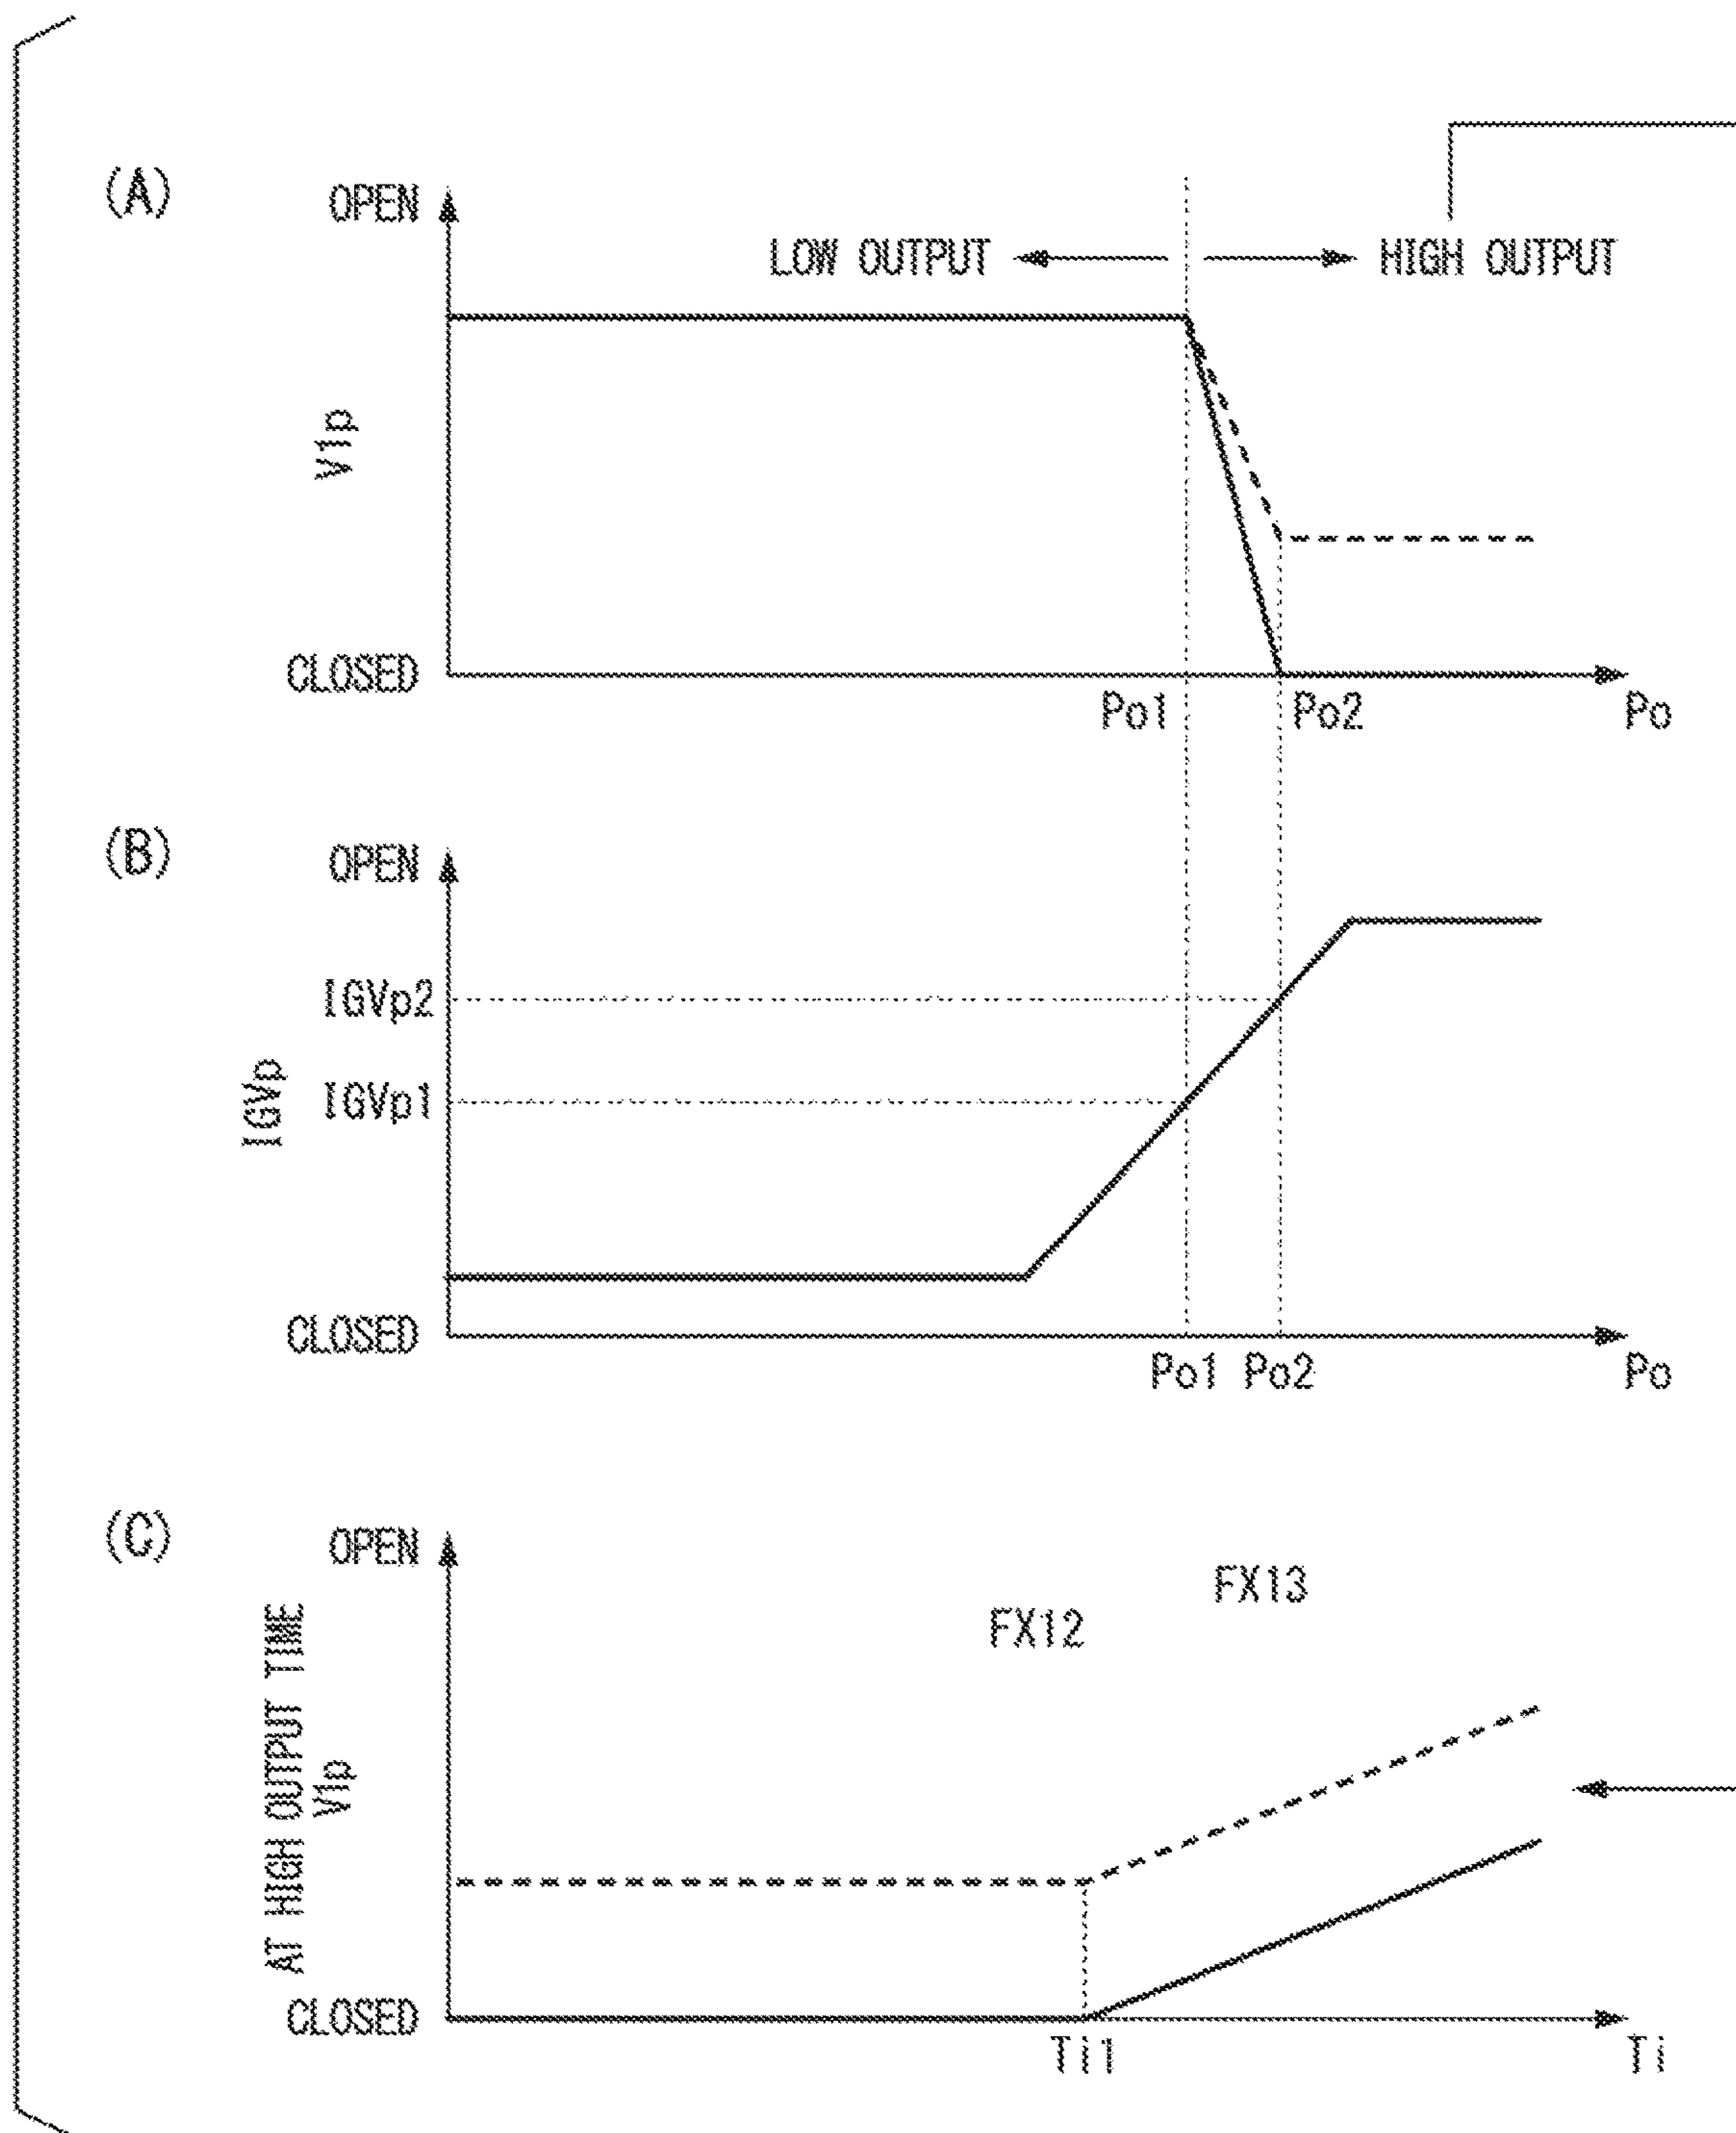 (A)
OPEN
LOW OUTPUT
HIGH OUTPUT
V1p
CLOSED
Po1
Po2
Po
(B)
OPEN
IGVp2
IGVp
IGVp1
CLOSED
Po1
Po2
Po
(C)
OPEN
FX13
FX12
AT HIGH OUTPUT TIME
V1p
CLOSED
Ti1
Ti